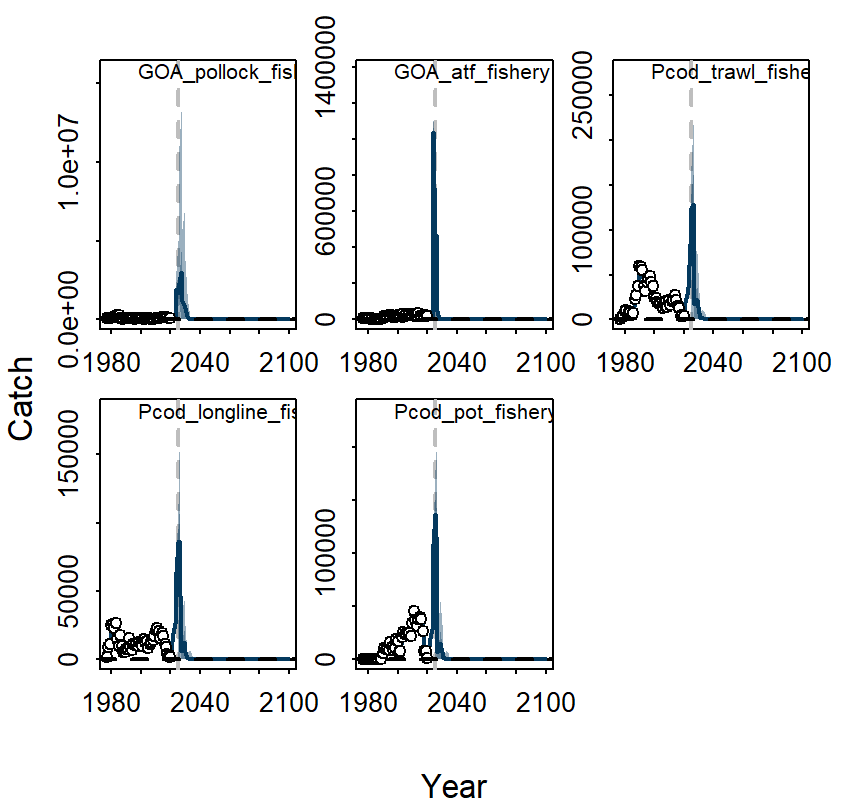 Catch
GOA_pollock_fisl
0.0e+00
1.0e+07
1980
2040
2100
GOA_atf_fishery
0
600000
1400000
1980
2040
2100
Pcod_trawl_fishe
0
100000
250000
1980
2040
2100
Pcod_longline_fis
0
50000
150000
1980
2040
2100
Pcod_pot_fishery
0
100000
1980
2040
2100
Year